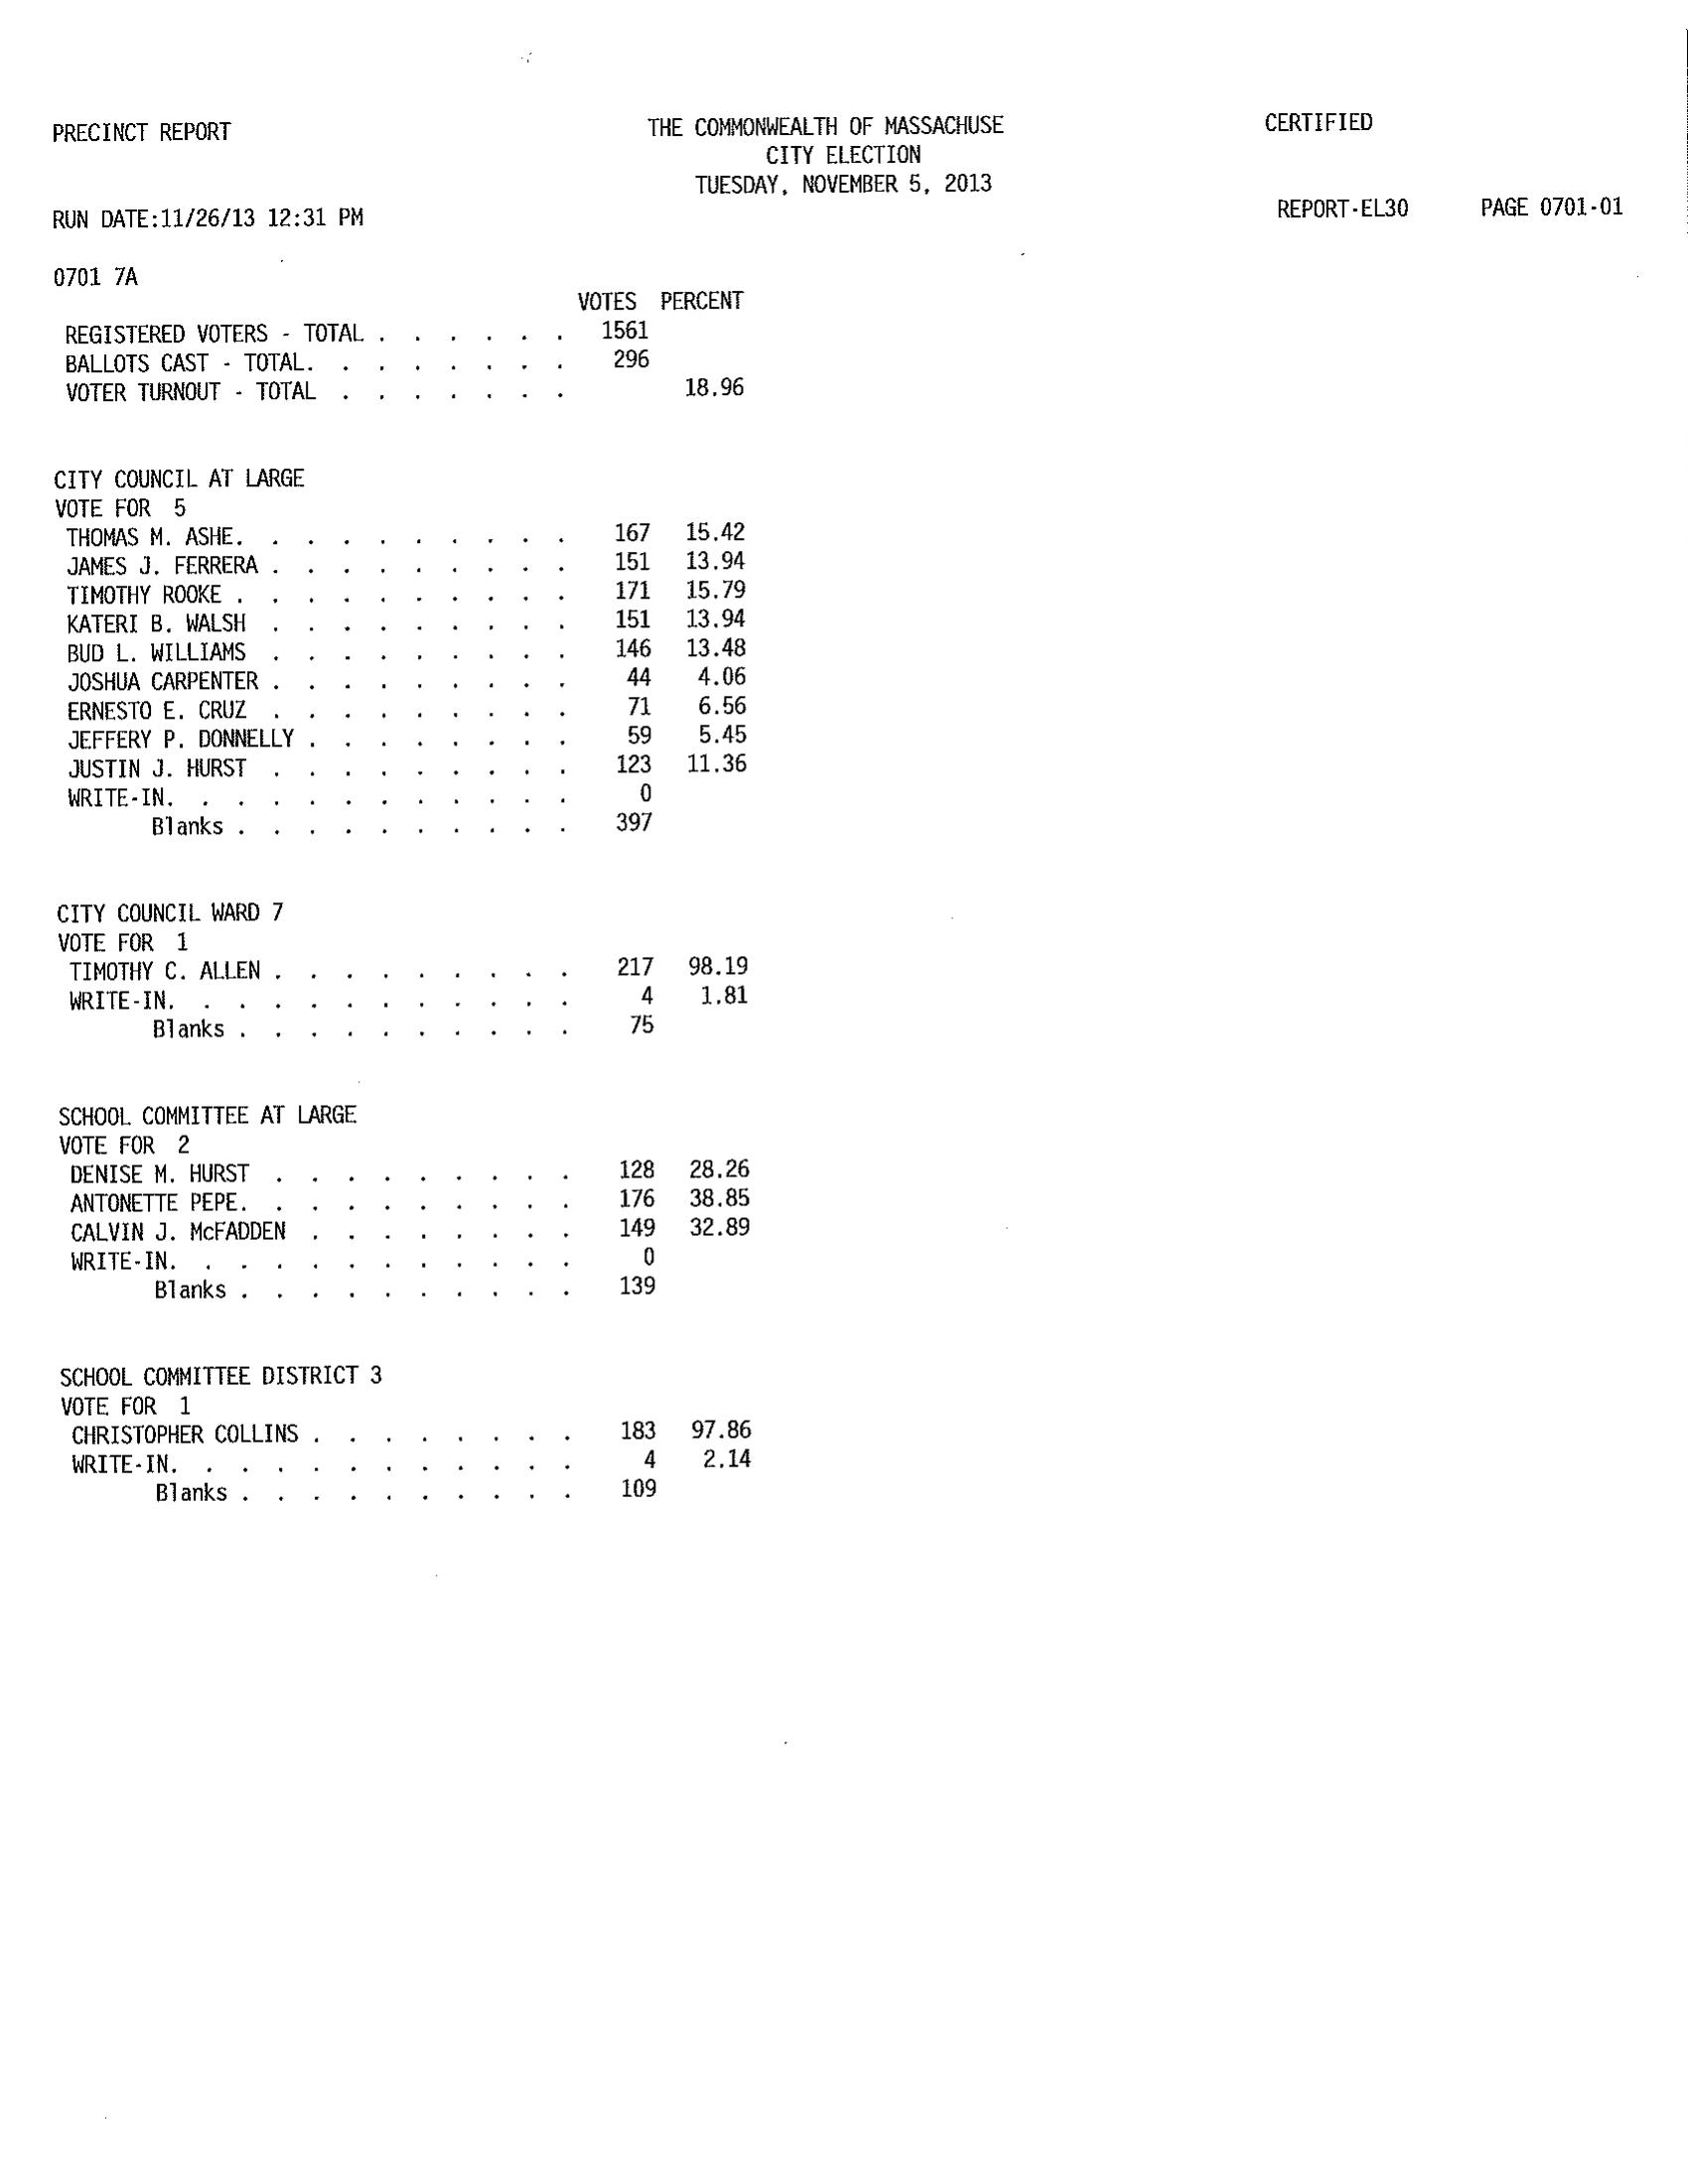 PRECINCT REPORT THE COMMONWEALTH OF MASSACHUSE CERTIFIED
CITY ELECTION
TUESDAY, NOVEMBER 5, 2013
RUN DATE:11/26/13 12:31 PM REPORT-EL30 PAGE 0701-01
0701 7A
VOTES PERCENT
REGISTERED VOTERS - TOTAL . . . . . . 1561
BALLOTS CAST - TOTAL. . . . . . . . 296
VOTER TURNOUT - TOTAL . . . . . . . 18.96
CITY COUNCIL AT LARGE
VOTE FOR 5
THOMAS M. ASHE. . . . . . . . . . 167 15.42
JAMES J. FERRERA . . . . . . . . . 151 13.94
TIMOTHY ROOKE . . . . . . . . . . 171 15.79
KATERI B. WALSH . . . . . . . . . 151 13.94
BUD L. WILLIAMS . . . . . . . . . 146 13.48
JOSHUA CARPENTER . . . . . . . . . 44 4.06
ERNESTO E. CRUZ . . . . . . . . . 71 6.56
JEFFERY P. DONNELLY . . . . . . . . 59 5.45
JUSTIN J. HURST . . . . . . . . . 123 11.36
WRITE-IN. . . . . . . . . . . . 0
Blanks . . . . . . . . . . 397
CITY COUNCIL WARD 7
VOTE FOR 1
TIMOTHY C. ALLEN . . . . . . . . . 217 98.19
WRITE-IN. . . . . . . . . . . . 4 1.81
Blanks . . . . . . . . . . 75
SCHOOL COMMITTEE AT LARGE
VOTE FOR 2
DENISE M. HURST . . . . . . . . . 128 28.26
ANTONETTE PEPE. . . . . . . . . . 176 38.85
CALVIN J. McFADDEN . . . . . . . . 149 32.89
WRITE-IN. . . . . . . . . . . . 0
Blanks . . . . . . . . . . 139
SCHOOL COMMITTEE DISTRICT 3
VOTE FOR 1
CHRISTOPHER COLLINS . . . . . . . . 183 97.86
WRITE-IN. . . . . . . . . . . . 4 2.14
Blanks . . . . . . . . . . 109